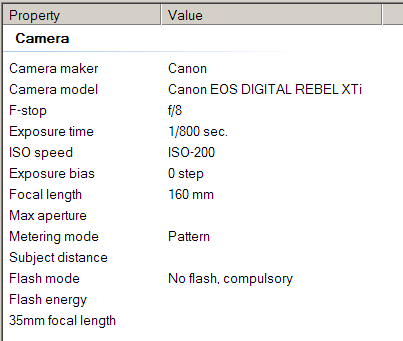 Property Value
Camera
Camera maker Canon
Camera model Canon EOS DIGITAL REBEL XTi
F-stop f/8
Exposure time 1/800 sec.
ISO speed ISO-200
Exposure bias 0 step
Focal length 160 mm
Max aperture
Metering mode Pattern
Subject distance
Flash mode No flash, compulsory
Flash energy
35mm focal length